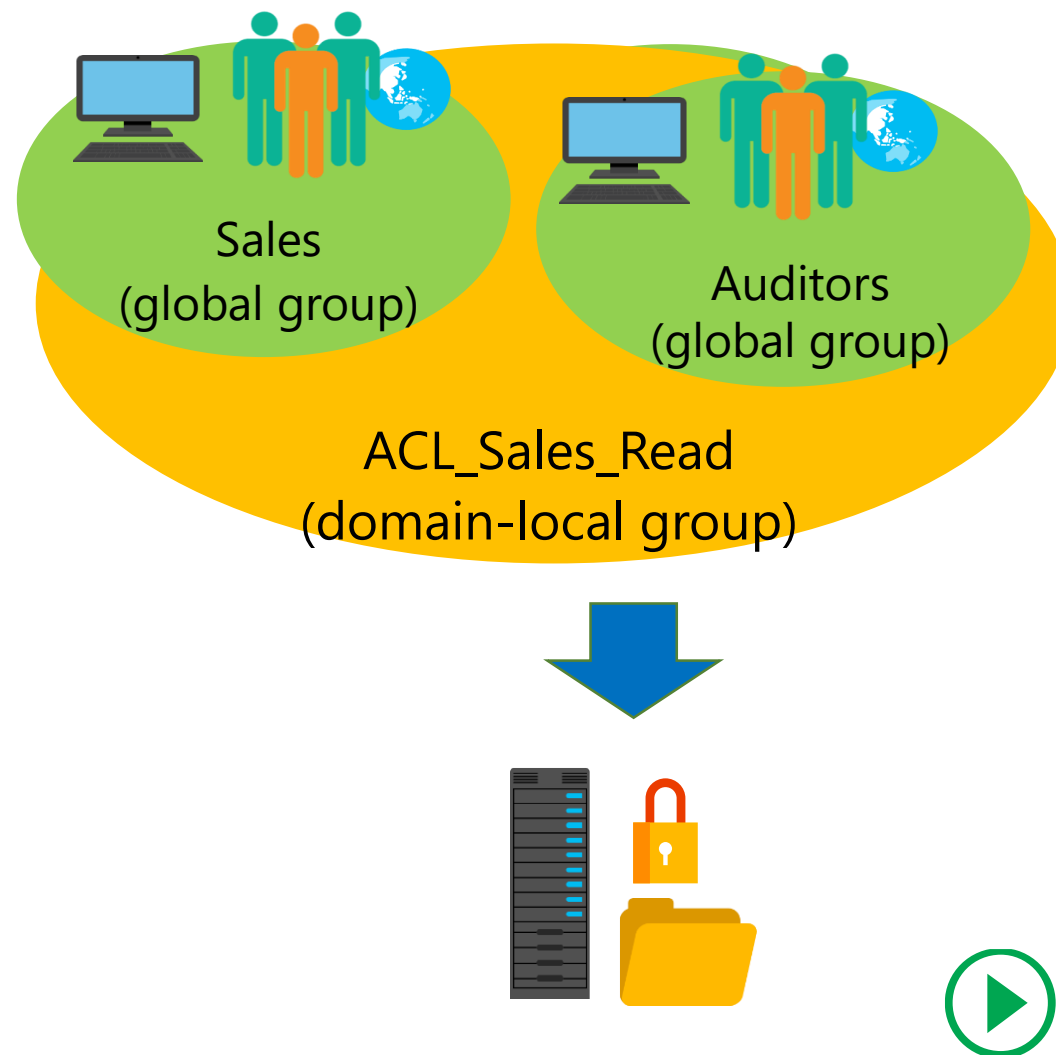 Sales
(global group)
Auditors
(global group)
ACL_Sales_Read
(domain-local group)